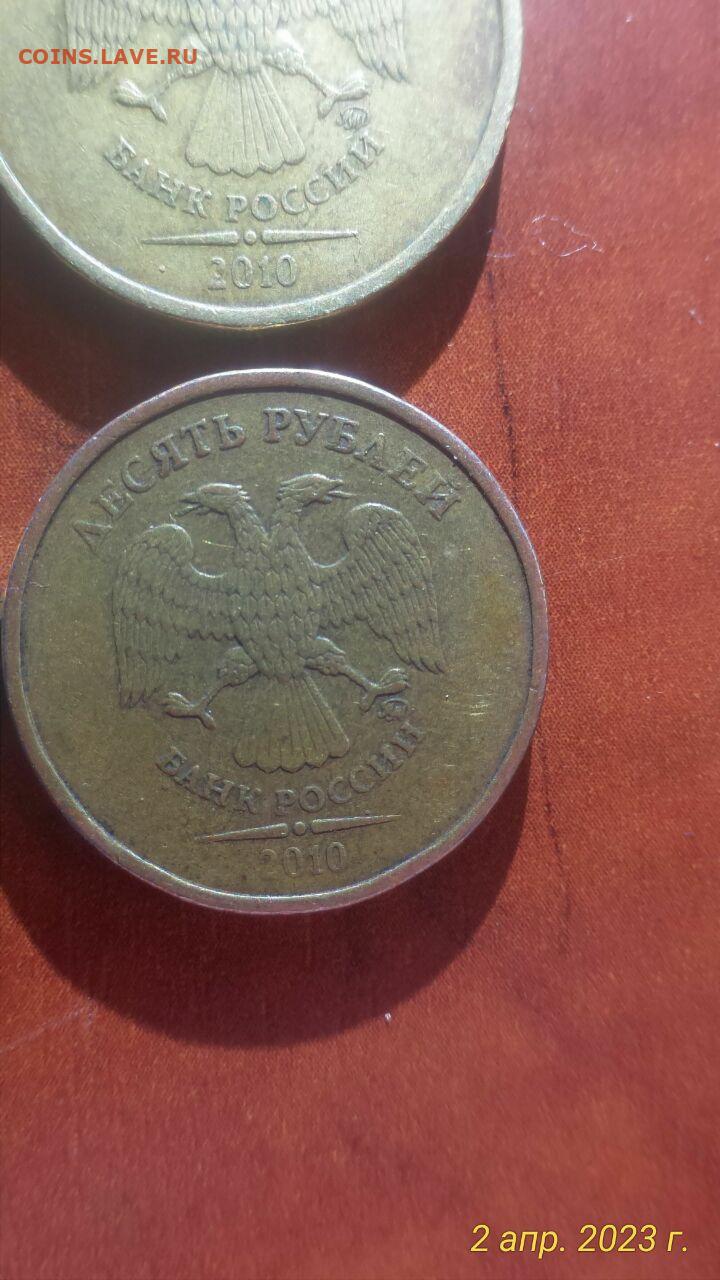 COINS.LAVE.RU
БАНК РОССИИ
2010
ДЕСЯТЬ РУБЛЕЙ
БАНК РОССИИ
2010
2 апр. 2023 г.